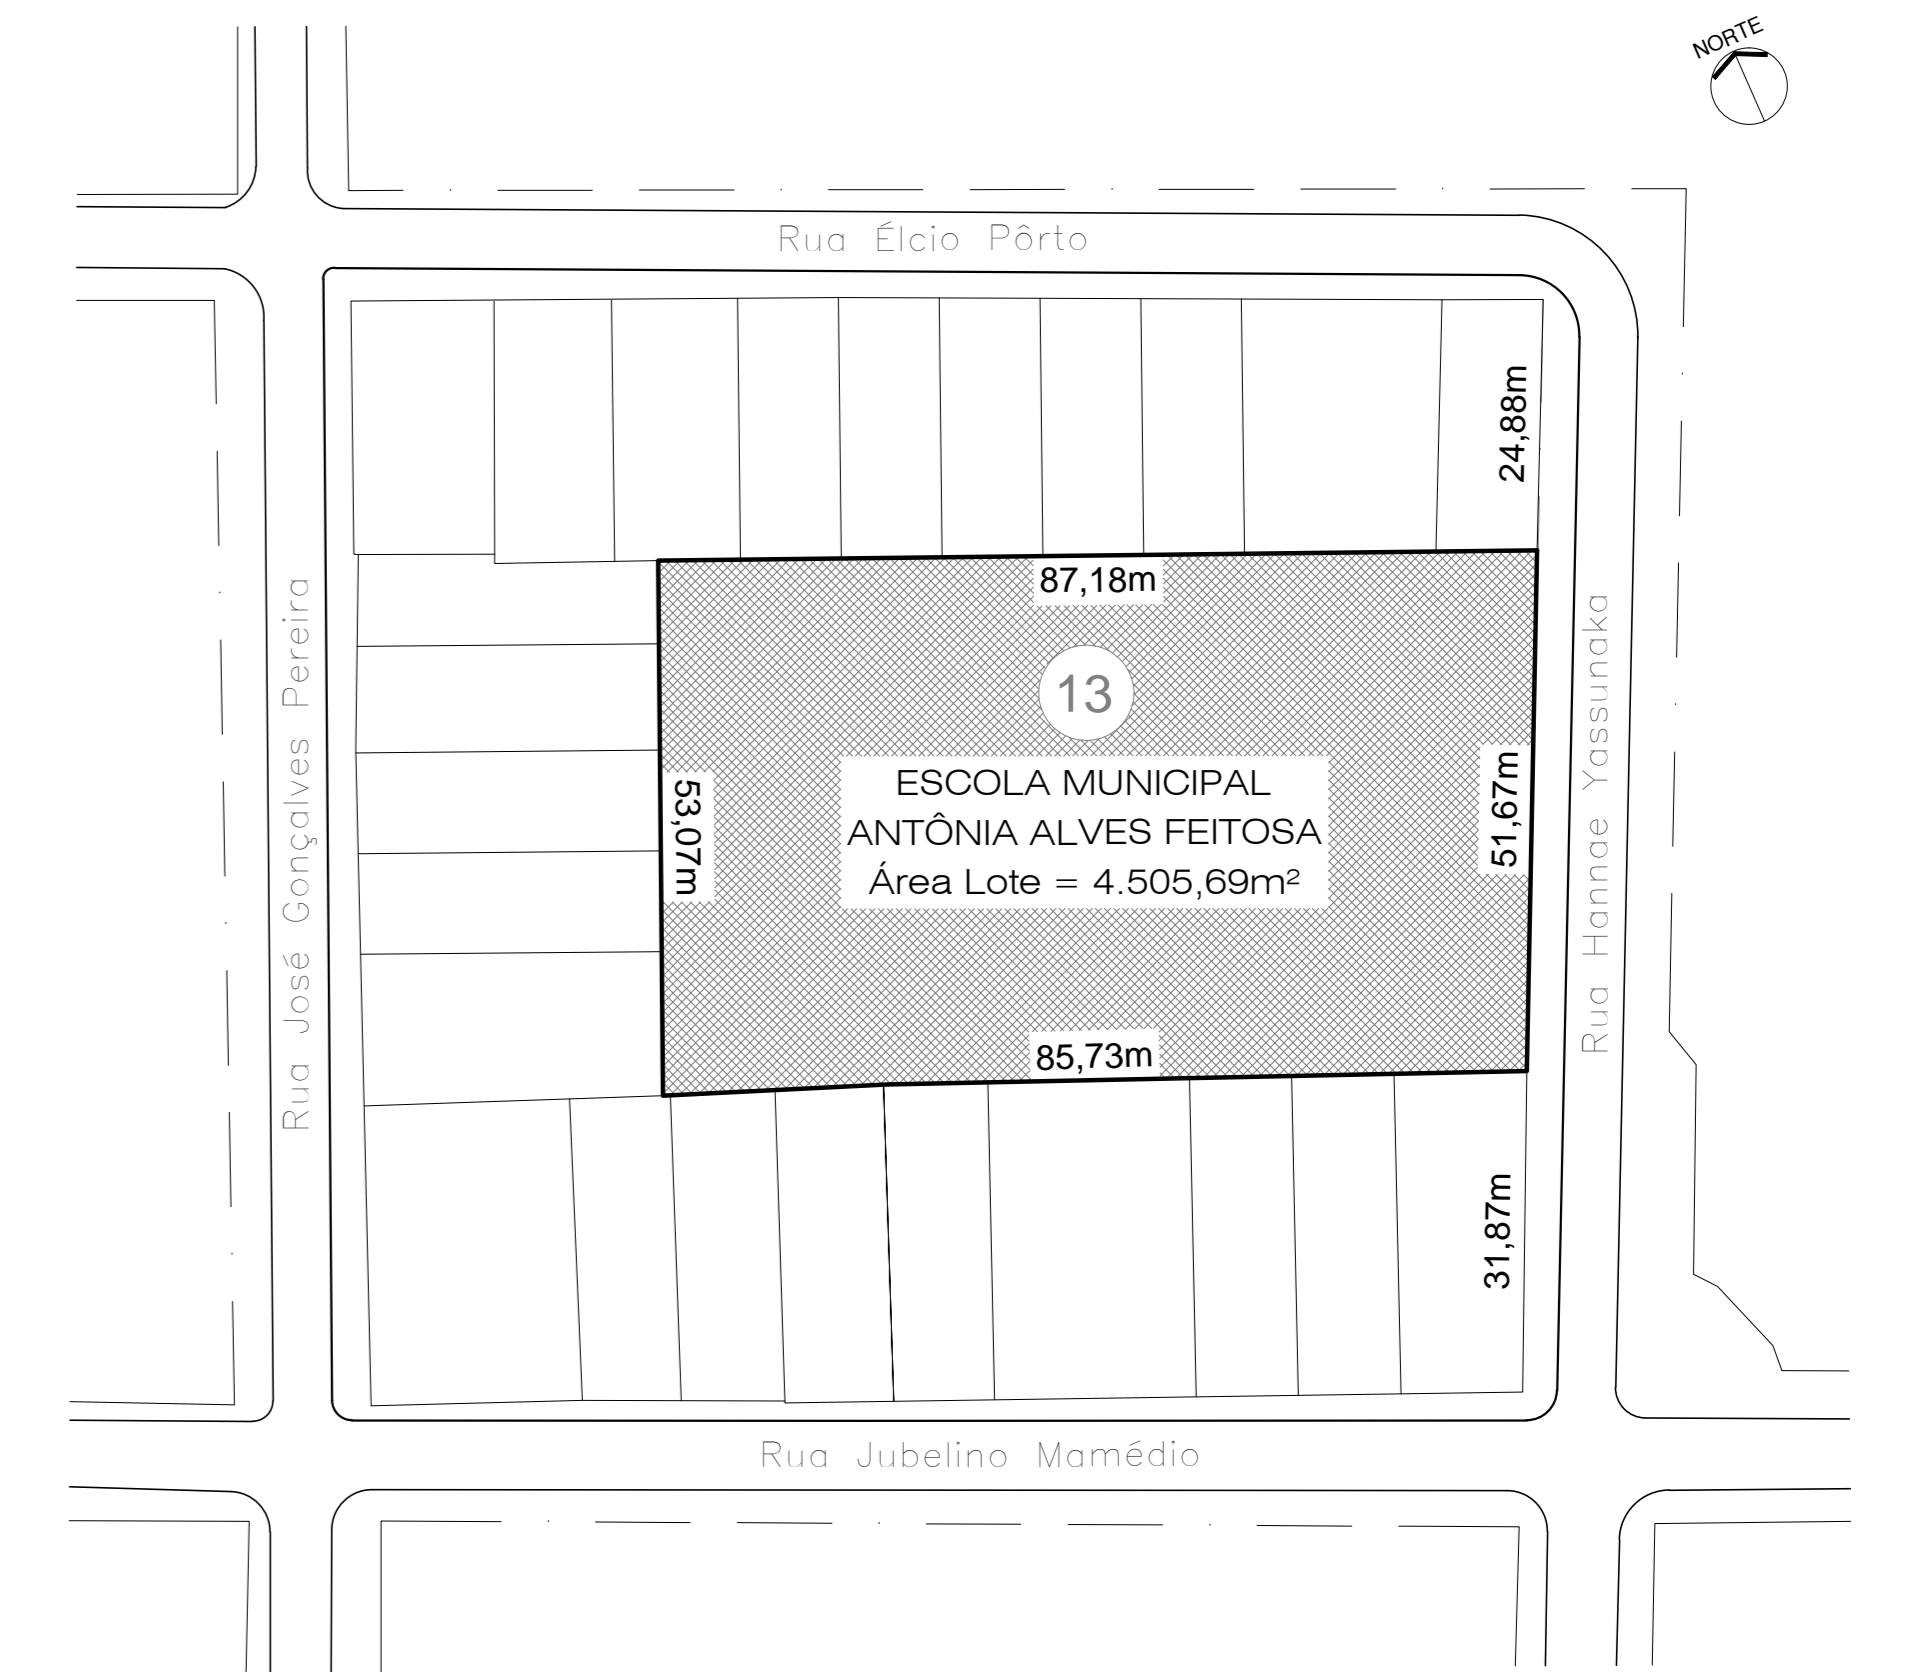 NORTE
Rua Élcio Pôrto
24,88m
87,18m
Rua José Gonçalves Pereira
13
Rua Hannae Yassunaka
ESCOLA MUNICIPAL
ANTÔNIA ALVES FEITOSA
Área Lote = 4.505,69m²
53,07m
51,67m
85,73m
31,87m
Rua Jubelino Mamédio